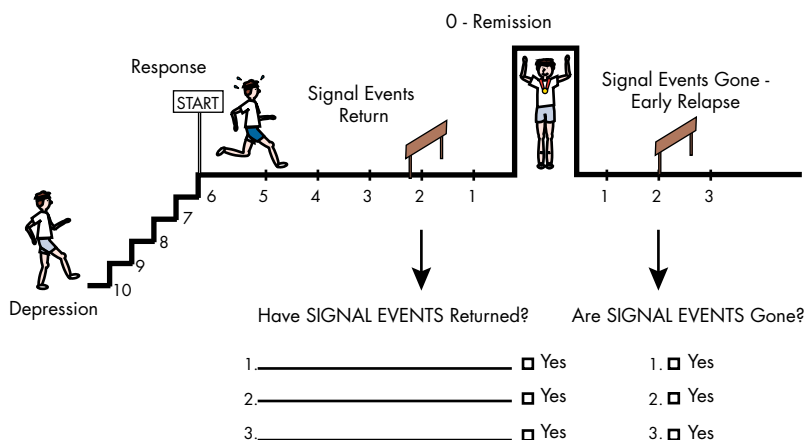 0 - Remission
Response
START
Signal Events
Return
Signal Events Gone -
Early Relapse
6 5 4 3 2 1 1 2 3
7
8
9
10
Depression
Have SIGNAL EVENTS Returned? Are SIGNAL EVENTS Gone?
1. Yes 1. Yes
2. Yes 2. Yes
3. Yes 3. Yes